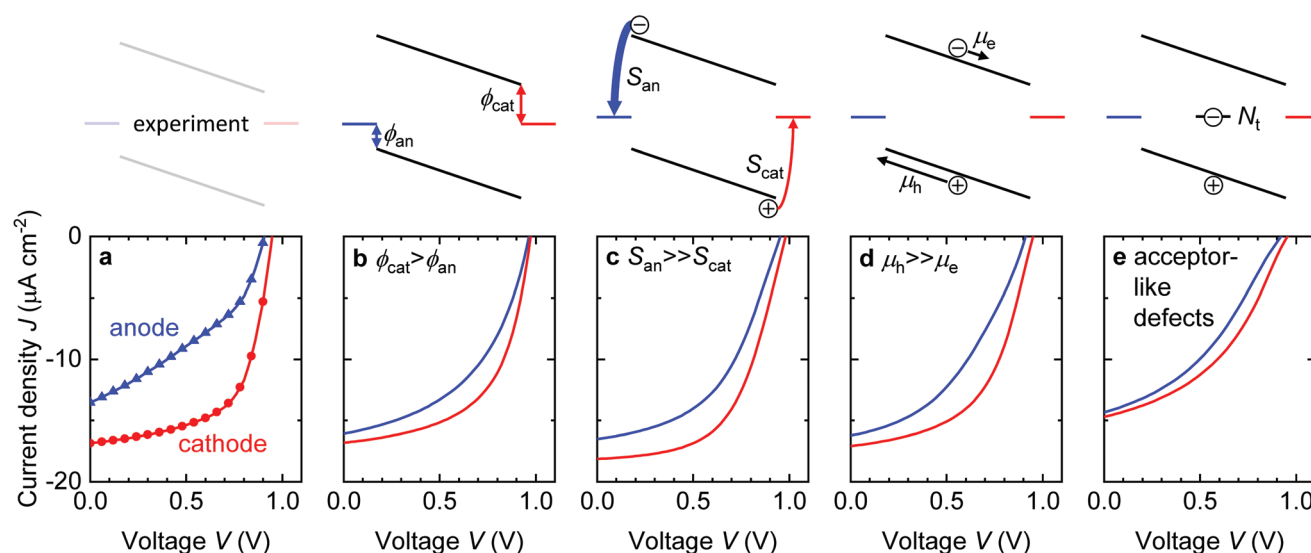 experiment
ϕcat
ϕan
San
Scat
μe
μh
Nt
a
anode
cathode
b ϕcat>ϕan
c San>>Scat
d μh>>μe
e acceptor-
like
defects
Current density J (μA cm-2)
0
-10
-20
0.0 0.5 1.0
0.0 0.5 1.0
0.0 0.5 1.0
0.0 0.5 1.0
0.0 0.5 1.0
Voltage V (V)
Voltage V (V)
Voltage V (V)
Voltage V (V)
Voltage V (V)